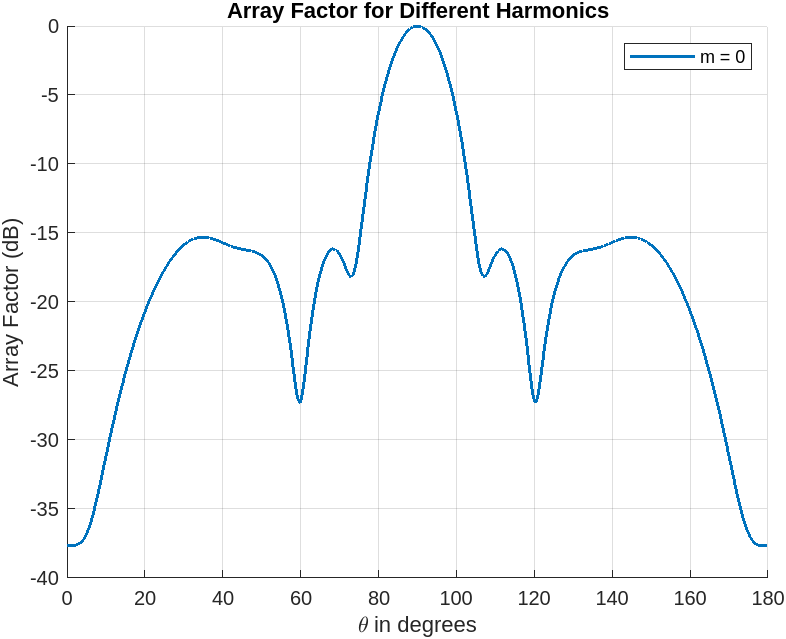 Array Factor for Different Harmonics
m = 0
0
-5
-10
-15
-20
-25
-30
-35
-40
Array Factor (dB)
0 20 40 60 80 100 120 140 160 180
θ in degrees